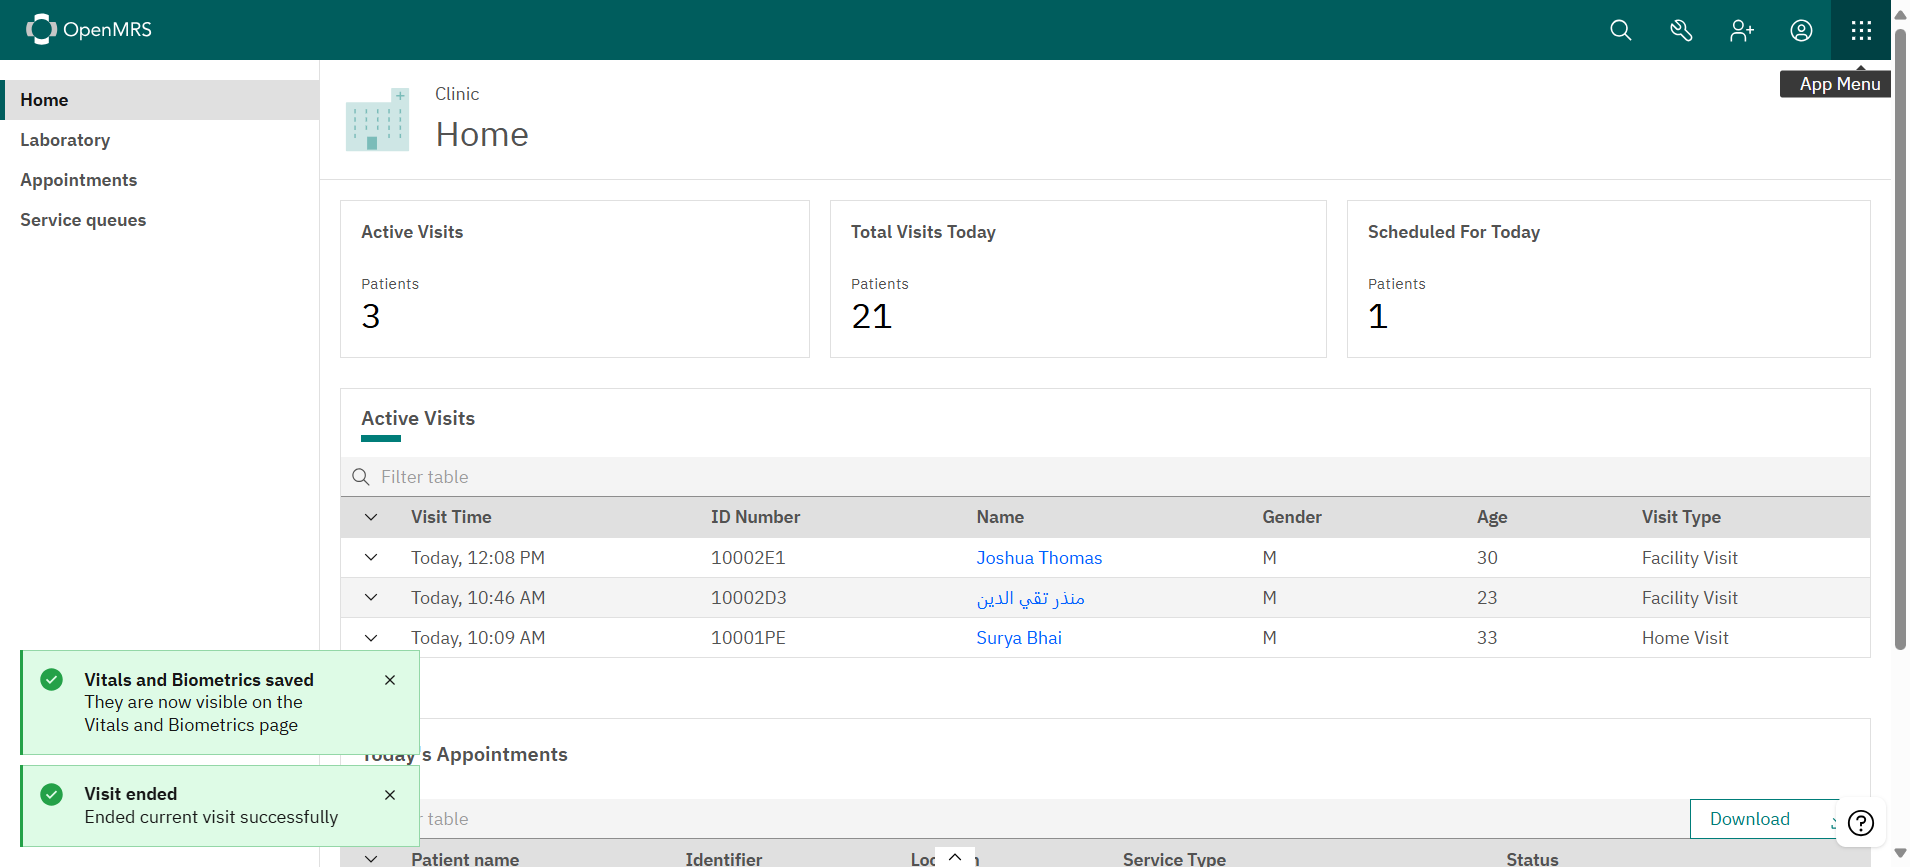 OpenMRS
App Menu
Home
Laboratory
Appointments
Service queues
Clinic
Home
Active Visits
Patients
3
Total Visits Today
Patients
21
Scheduled For Today
Patients
1
Active Visits
Filter table
Visit Time ID Number Name Gender Age Visit Type
Today, 12:08 PM 10002E1 Joshua Thomas M 30 Facility Visit
Today, 10:46 AM 10002D3 منذر تقي الدين M 23 Facility Visit
Today, 10:09 AM 10001PE Surya Bhai M 33 Home Visit
Vitals and Biometrics saved
They are now visible on the
Vitals and Biometrics page
Today's Appointments
Visit ended
Ended current visit successfully
table
Download
Patient name Identifier Service Type Status